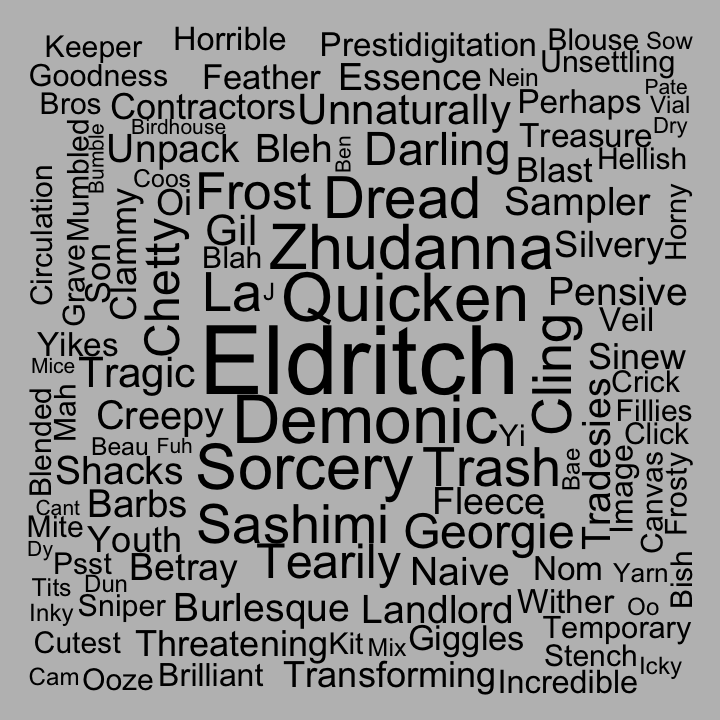 Keeper Horrible Prestidigitation Blouse Sow
Goodness Feather Essence Nein Unsettling
Bros Contractors Unnaturally Perhaps Pate Vial
Birdhouse Unpack Bleh Ben Darling Treasure Dry
Mumbled Bumble Coos Blast Hellish
Circulation Clammy Oi Frost Dread Sampler Horny
Grave Son Chetty Gil Zhudanna Silvery
Blah
La J Quicken Pensive
Veil
Yikes Eldritch Cling Sinew
Mice Tragic Crick
Blended Mah Creepy Demonic Yi Tradesies Fillies
Beau Fuh Click
Shacks Sorcery Trash Bae Image Canvas Frosty
Cant Barbs Fleece
Mite Youth Sashimi Georgie
Dy Psst Betray Tearily Naive Nom Yarn Bish
Tits Dun
Inky Sniper Burlesque Landlord Wither Oo
Cutest Threatening Kit Mix Giggles Temporary
Stench Icky
Cam Ooze Brilliant Transforming Incredible